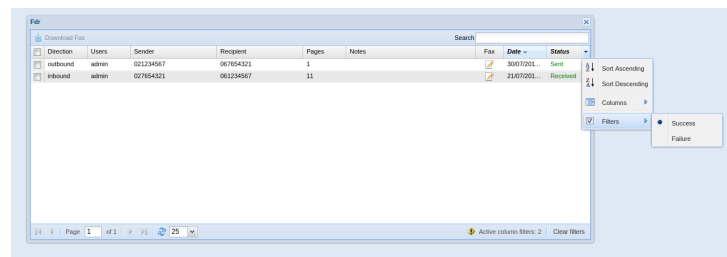 Fdr
Download Fax Search
Direction Users Sender Recipient Pages Notes Fax Date Status
outbound admin 021234567 067654321 1 30/07/201... Sent
inbound admin 027654321 061234567 11 21/07/201... Received
Sort Ascending
Sort Descending
Columns
Filters
Success
Failure
Page 1 of 1 25 Active column filters: 2 Clear filters